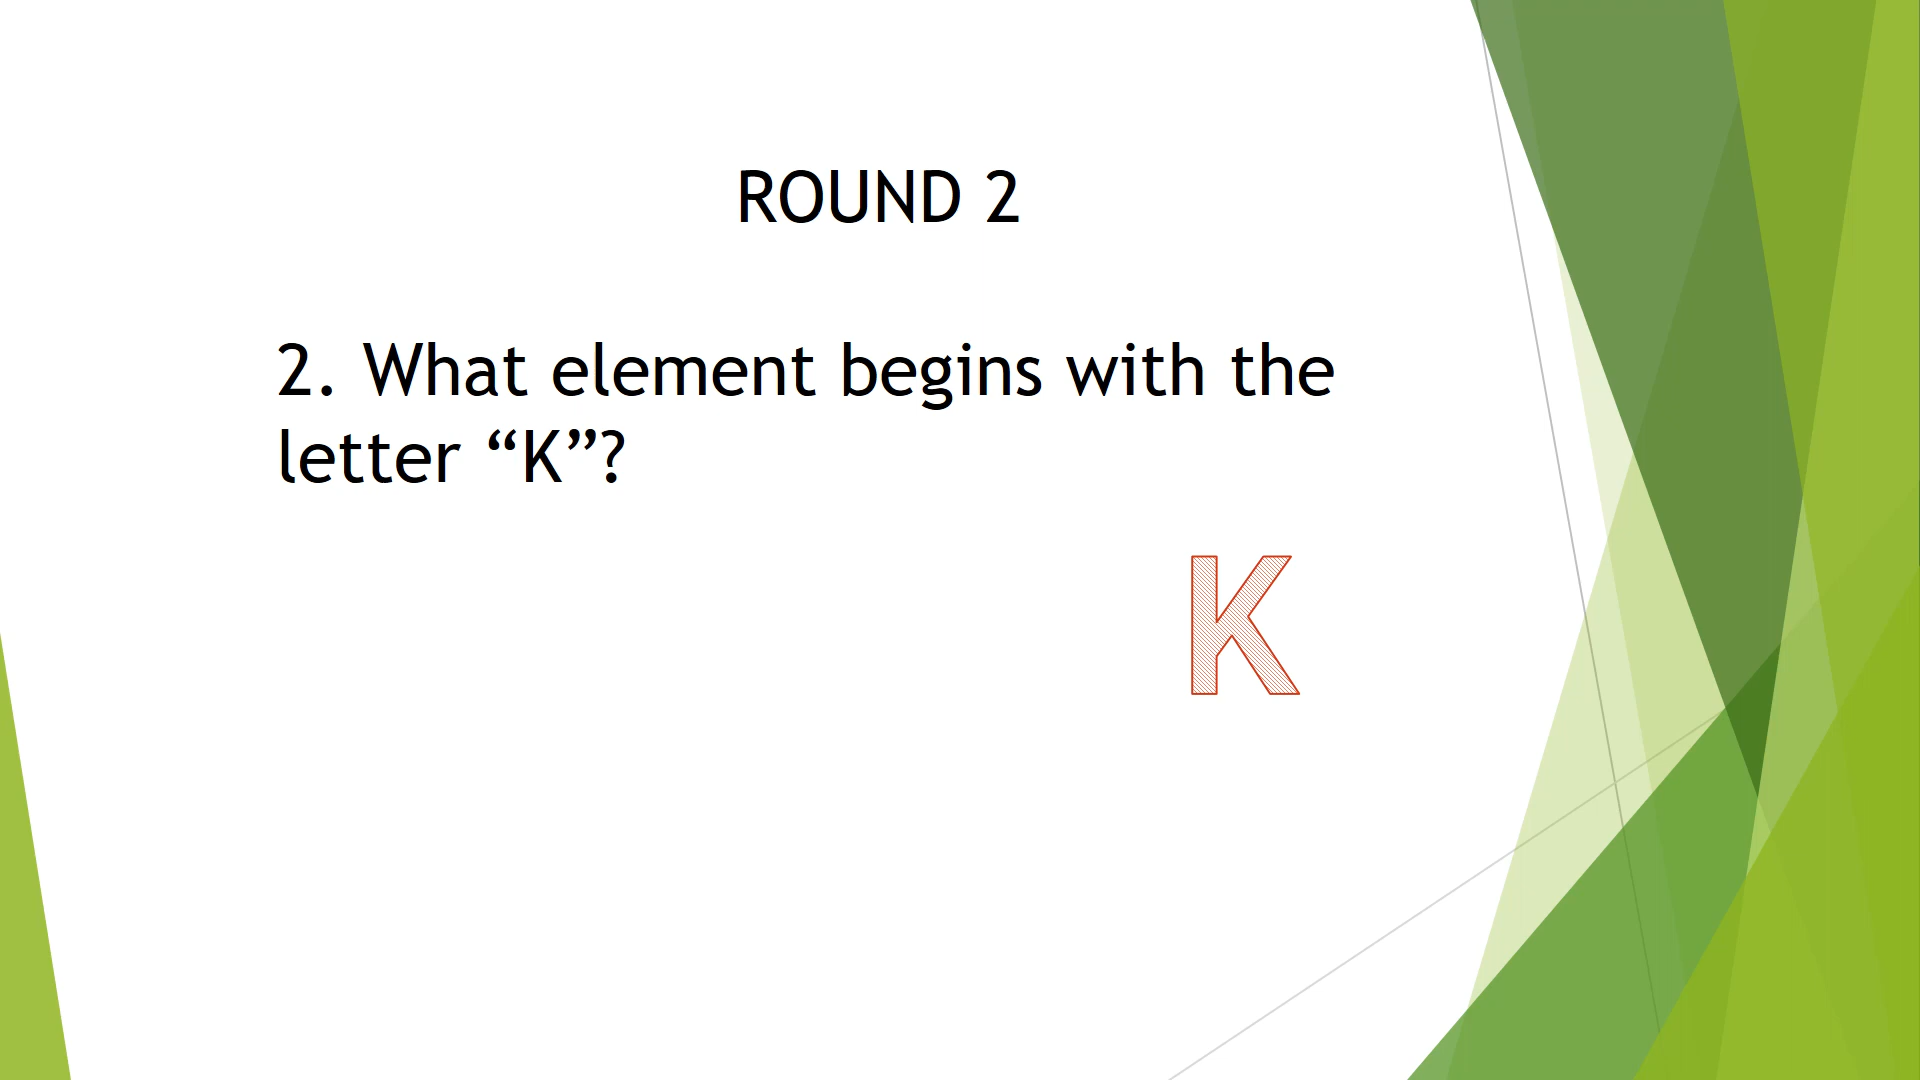 ROUND 2
2. What element begins with the
letter “K”?
K